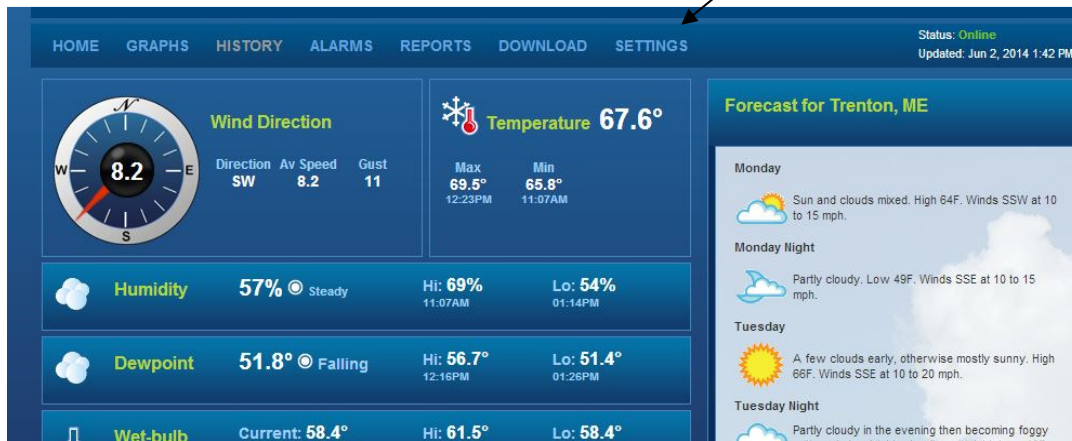 HOME GRAPHS HISTORY ALARMS REPORTS DOWNLOAD SETTINGS
Status: Online
Updated: Jun 2, 2014 1:42 PM
N
W
E
S
8.2
Wind Direction
Direction Av Speed Gust
SW 8.2 11
Temperature 67.6°
Max Min
69.5° 65.8°
12:23PM 11:07AM
Humidity 57% Steady Hi: 69% Lo: 54%
11:07AM 01:14PM
Dewpoint 51.8° Falling Hi: 56.7° Lo: 51.4°
12:16PM 01:26PM
Wet-bulb Current: 58.4° Hi: 61.5° Lo: 58.4°
Forecast for Trenton, ME
Monday
Sun and clouds mixed. High 64F. Winds SSW at 10
to 15 mph.
Monday Night
Partly cloudy. Low 49F. Winds SSE at 10 to 15
mph.
Tuesday
A few clouds early, otherwise mostly sunny. High
66F. Winds SSE at 10 to 20 mph.
Tuesday Night
Partly cloudy in the evening then becoming foggy